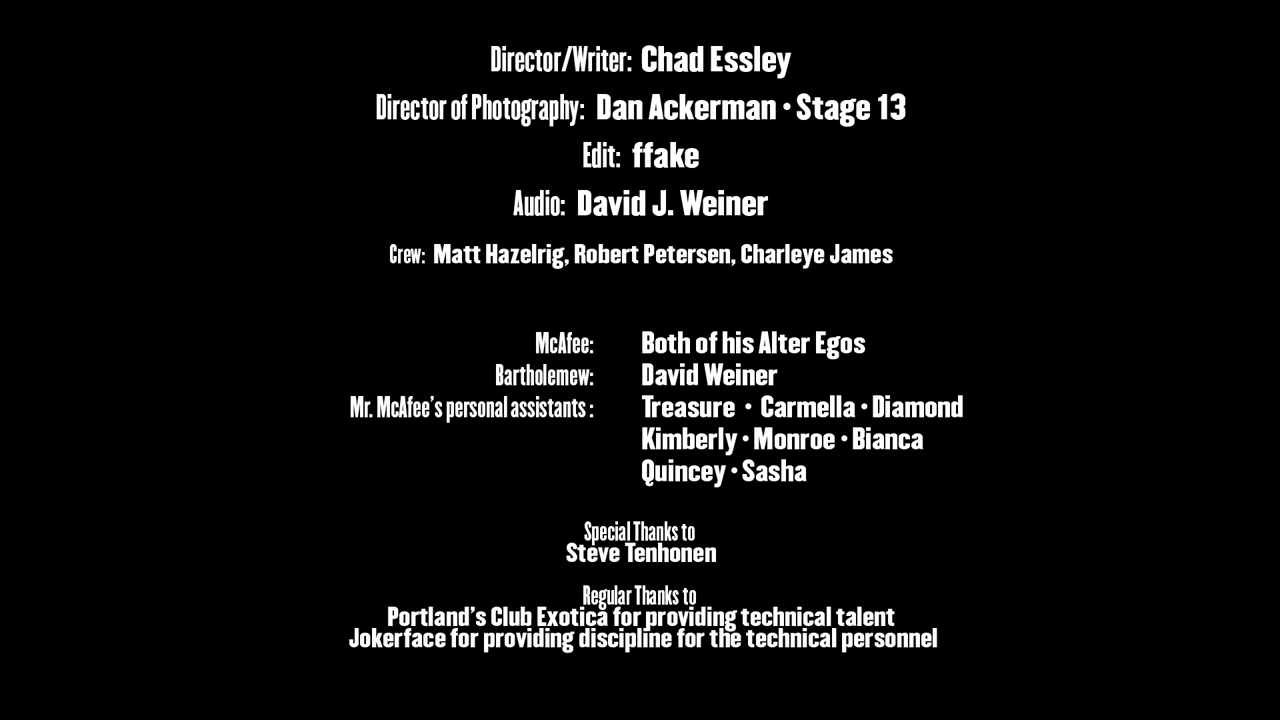 Director/Writer: Chad Essley
Director of Photography: Dan Ackerman • Stage 13
Edit: ffake
Audio: David J. Weiner
Crew: Matt Hazelrig, Robert Petersen, Charleye James
McAfee: Both of his Alter Egos
Bartholemew: David Weiner
Mr. McAfee's personal assistants : Treasure • Carmella • Diamond
Kimberly • Monroe • Bianca
Quincey • Sasha
Special Thanks to
Steve Tenhonen
Regular Thanks to
Portland's Club Exotica for providing technical talent
Jokerface for providing discipline for the technical personnel